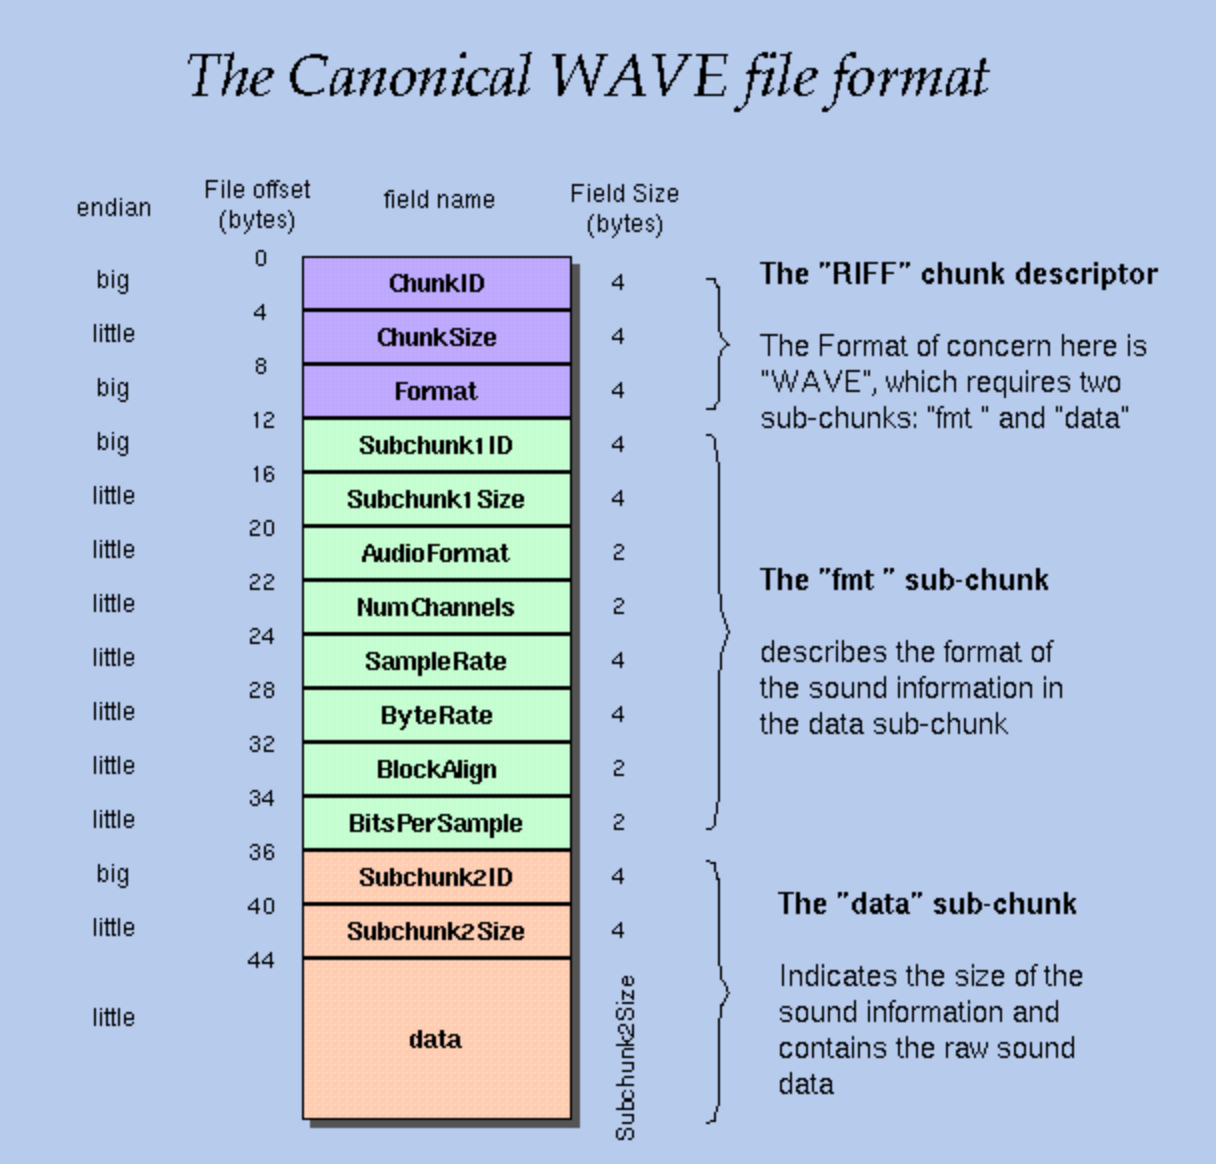 The Canonical WAVE file format
endian
File offset
(bytes)
field name
Field Size
(bytes)
0
big
ChunkID
4
4
little
ChunkSize
4
8
big
Format
4
12
big
Subchunk1ID
4
16
little
Subchunk1Size
4
20
little
AudioFormat
2
22
little
NumChannels
2
24
little
SampleRate
4
28
little
ByteRate
4
32
little
BlockAlign
2
34
little
BitsPerSample
2
36
big
Subchunk2ID
4
40
little
Subchunk2Size
4
44
little
data
Subchunk2Size
The "RIFF" chunk descriptor
The Format of concern here is
"WAVE", which requires two
sub-chunks: "fmt " and "data"
The "fmt " sub-chunk
describes the format of
the sound information in
the data sub-chunk
The "data" sub-chunk
Indicates the size of the
sound information and
contains the raw sound
data